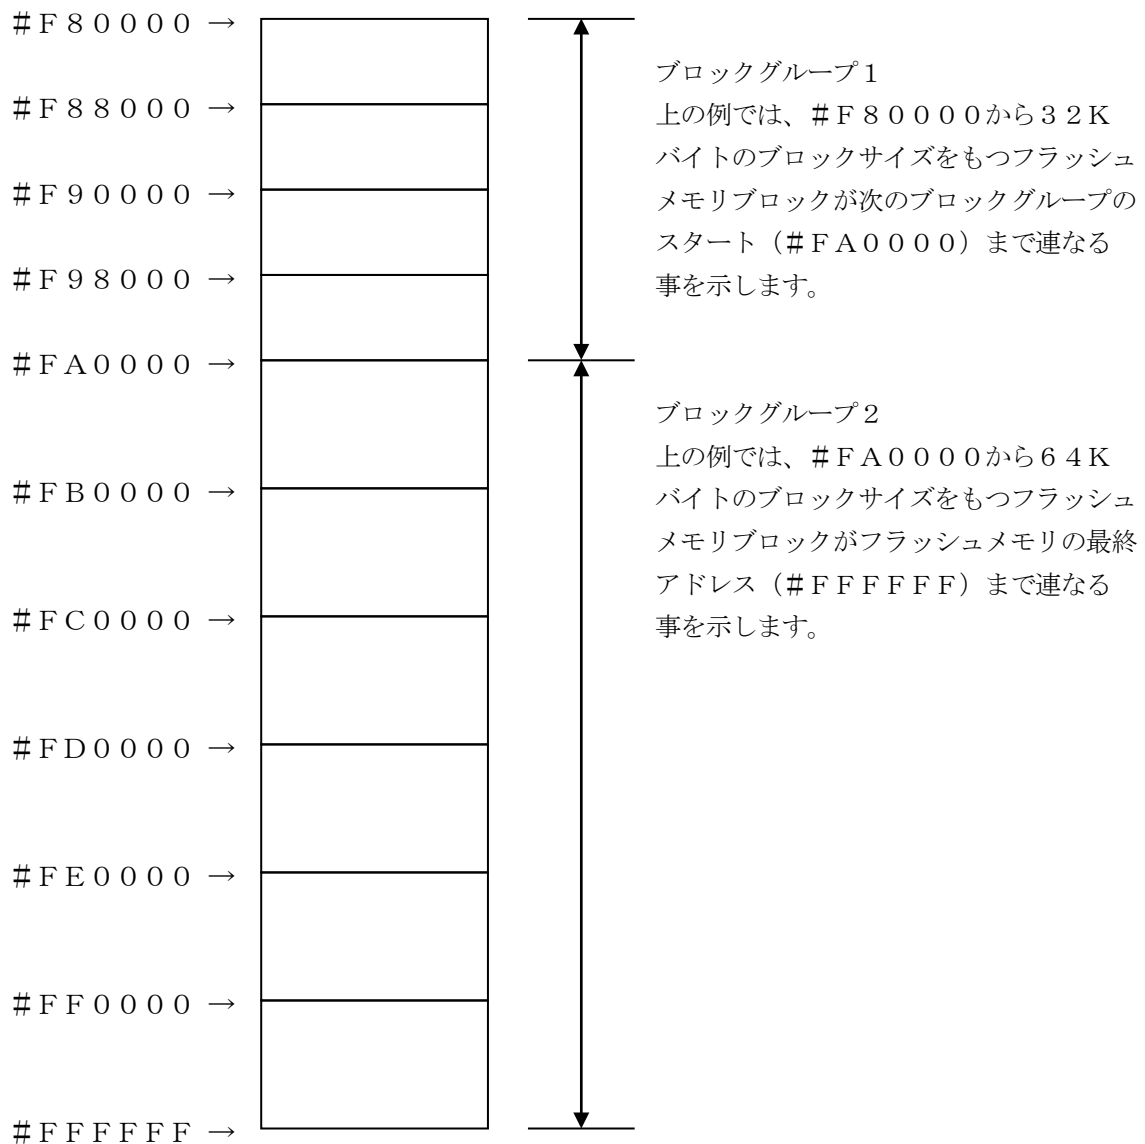 ＃Ｆ８００００ →
＃Ｆ８８０００ →
＃Ｆ９００００ →
＃Ｆ９８０００ →
＃ＦＡ００００ →
＃ＦＢ００００ →
＃ＦＣ００００ →
＃ＦＤ００００ →
＃ＦＥ００００ →
＃ＦＦ００００ →
＃ＦＦＦＦＦＦ →
ブロックグループ１
上の例では、＃Ｆ８００００から３２Ｋ
バイトのブロックサイズをもつフラッシュ
メモリブロックが次のブロックグループの
スタート（＃ＦＡ００００）まで連なる
事を示します。
ブロックグループ２
上の例では、＃ＦＡ００００から６４Ｋ
バイトのブロックサイズをもつフラッシュ
メモリブロックがフラッシュメモリの最終
アドレス（＃ＦＦＦＦＦＦ）まで連なる
事を示します。